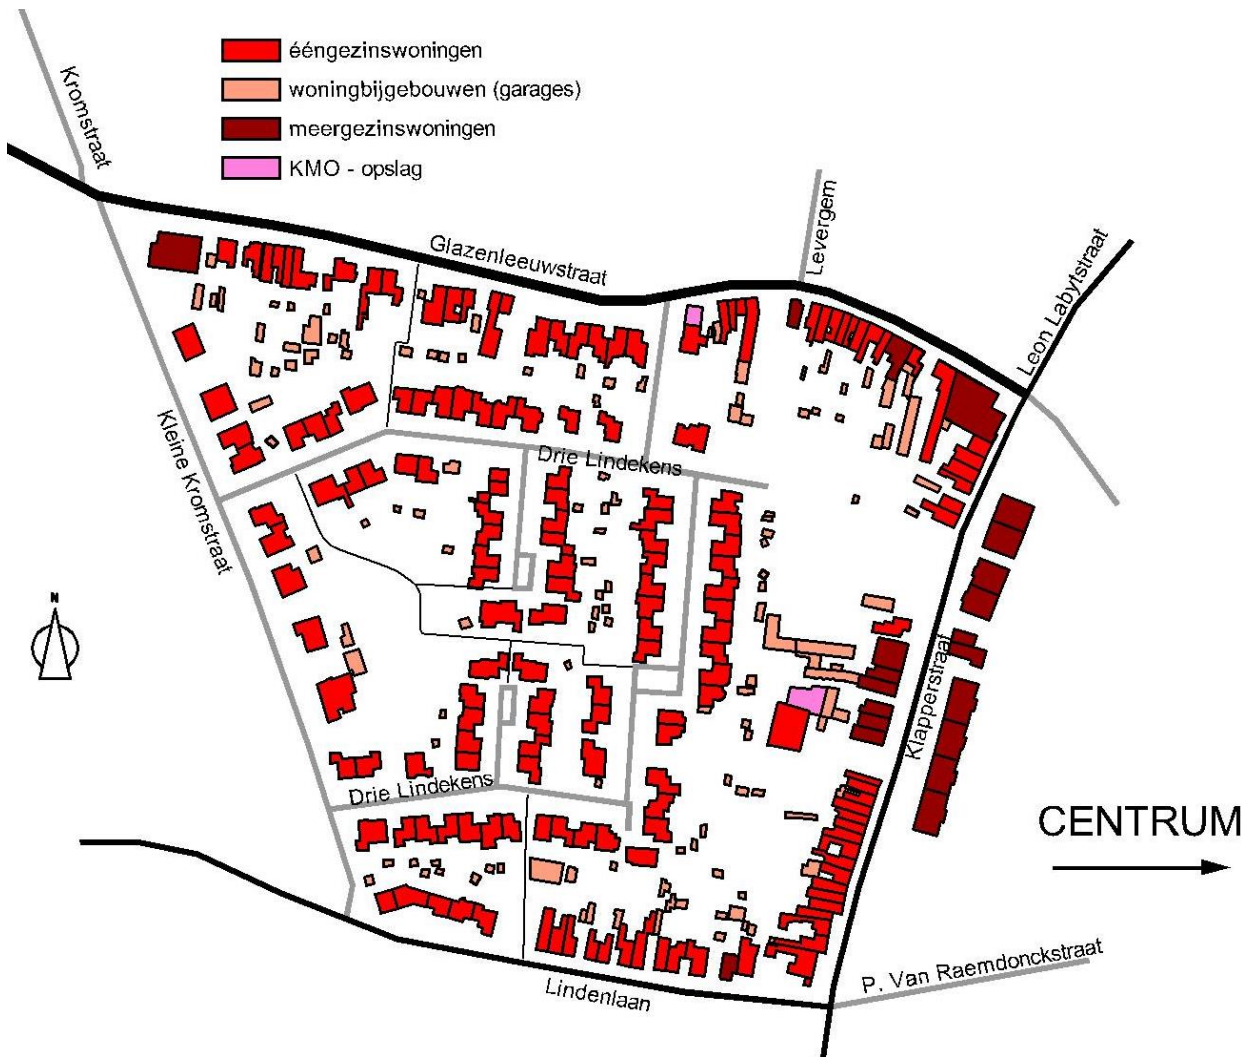 ééngezinswoningen
woningbijgebouwen (garages)
meergezinswoningen
KMO - opslag
Kromstraat
Glazenleeuwstraat
Levergem
Leon Labytstraat
Kleine Kromstraat
Drie Lindekens
N
Klapperstraat
Drie Lindekens
CENTRUM
P. Van Raemdonckstraat
Lindenlaan